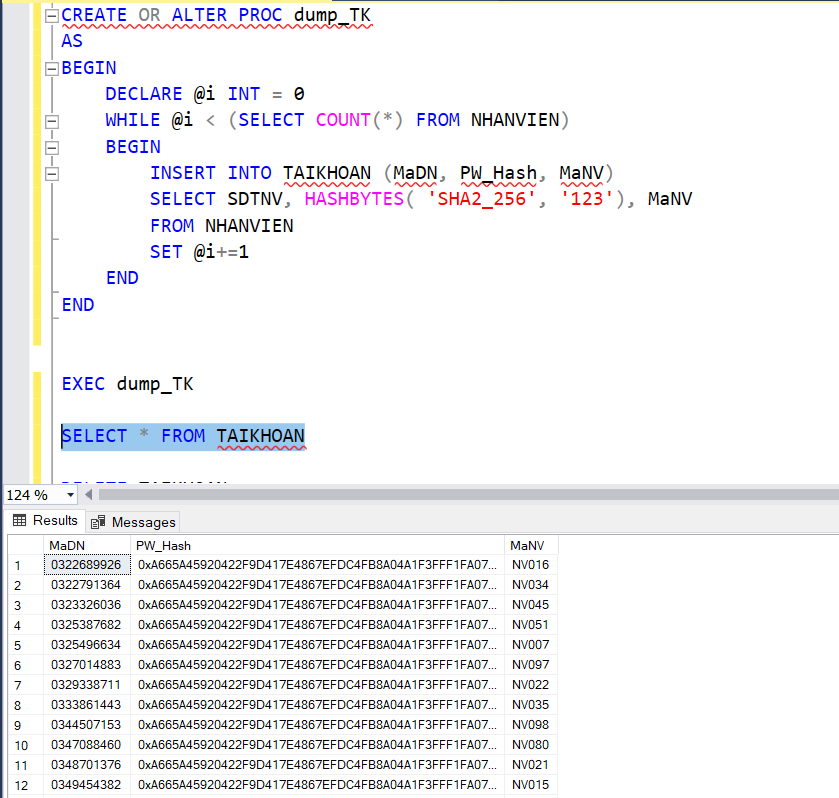 CREATE OR ALTER PROC dump_TK
AS
BEGIN
DECLARE @i INT = 0
WHILE @i < (SELECT COUNT(*) FROM NHANVIEN)
BEGIN
INSERT INTO TAIKHOAN (MaDN, PW_Hash, MaNV)
SELECT SDTNV, HASHBYTES( 'SHA2_256', '123'), MaNV
FROM NHANVIEN
SET @i+=1
END
END
EXEC dump_TK
SELECT * FROM TAIKHOAN
124 %
Results Messages
MaDN PW_Hash MaNV
1 0322689926 0xA665A45920422F9D417E4867EFDC4FB8A04A1F3FFF1FA07... NV016
2 0322791364 0xA665A45920422F9D417E4867EFDC4FB8A04A1F3FFF1FA07... NV034
3 0323326036 0xA665A45920422F9D417E4867EFDC4FB8A04A1F3FFF1FA07... NV045
4 0325387682 0xA665A45920422F9D417E4867EFDC4FB8A04A1F3FFF1FA07... NV051
5 0325496634 0xA665A45920422F9D417E4867EFDC4FB8A04A1F3FFF1FA07... NV007
6 0327014883 0xA665A45920422F9D417E4867EFDC4FB8A04A1F3FFF1FA07... NV097
7 0329338711 0xA665A45920422F9D417E4867EFDC4FB8A04A1F3FFF1FA07... NV022
8 0333861443 0xA665A45920422F9D417E4867EFDC4FB8A04A1F3FFF1FA07... NV035
9 0344507153 0xA665A45920422F9D417E4867EFDC4FB8A04A1F3FFF1FA07... NV098
10 0347088460 0xA665A45920422F9D417E4867EFDC4FB8A04A1F3FFF1FA07... NV080
11 0348701376 0xA665A45920422F9D417E4867EFDC4FB8A04A1F3FFF1FA07... NV021
12 0349454382 0xA665A45920422F9D417E4867EFDC4FB8A04A1F3FFF1FA07... NV015